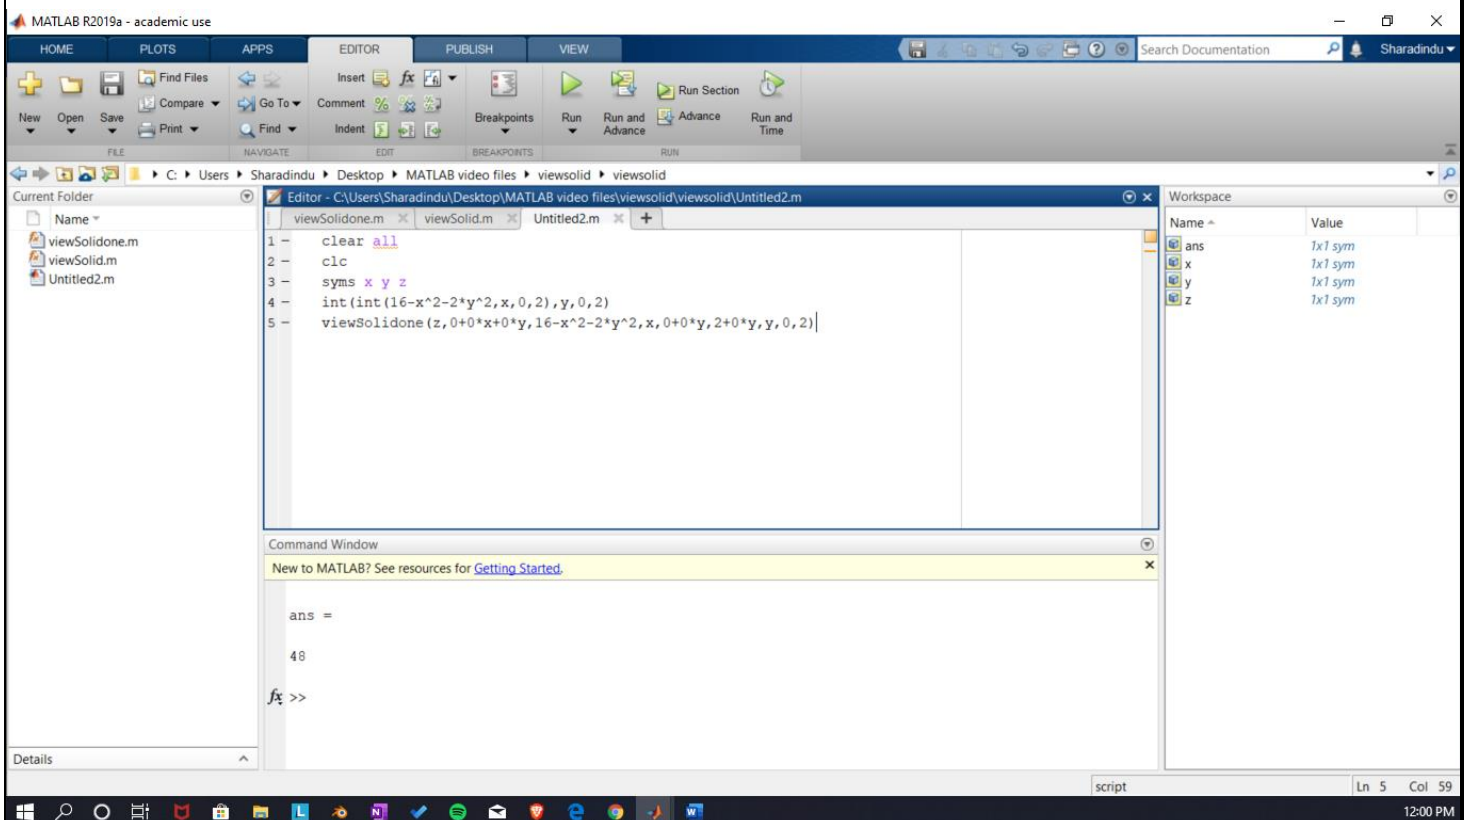 MATLAB R2019a - academic use
HOME PLOTS APPS EDITOR PUBLISH VIEW Search Documentation Sharadindu
New Open Save Find Files Compare Print
FILE
Go To Find
NAVIGATE
Insert fx
Comment %
Indent
EDIT
Breakpoints
BREAKPOINTS
Run Run and Advance Run Section Advance Run and Time
RUN
C: Users Sharadindu Desktop MATLAB video files viewsolid viewsolid
Current Folder
Name
viewSolidone.m
viewSolid.m
Untitled2.m
Details
Editor - C:\Users\Sharadindu\Desktop\MATLAB video files\viewsolid\viewsolid\Untitled2.m
viewSolidone.m viewSolid.m Untitled2.m +
1 - clear all
2 - clc
3 - syms x y z
4 - int(int(16-x^2-2*y^2,x,0,2),y,0,2)
5 - viewSolidone(z,0+0*x+0*y,16-x^2-2*y^2,x,0+0*y,2+0*y,y,0,2)
Command Window
New to MATLAB? See resources for Getting Started.
ans =
48
fx >>
Workspace
Name Value
ans 1x1 sym
x 1x1 sym
y 1x1 sym
z 1x1 sym
script Ln 5 Col 59
12:00 PM